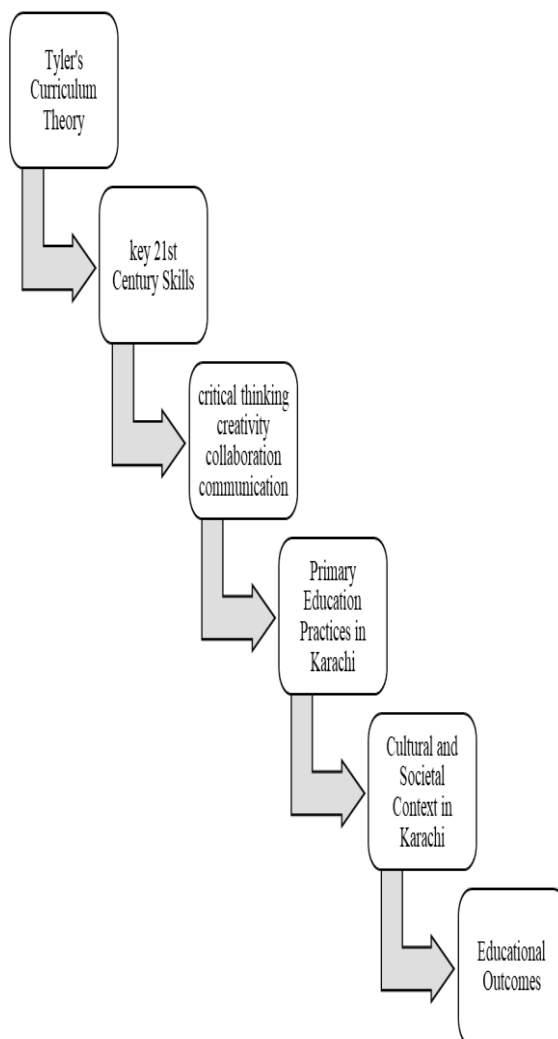 Tyler's
Curriculum
Theory
key 21st
Century Skills
critical thinking
creativity
collaboration
communication
Primary
Education
Practices in
Karachi
Cultural and
Societal
Context in
Karachi
Educational
Outcomes